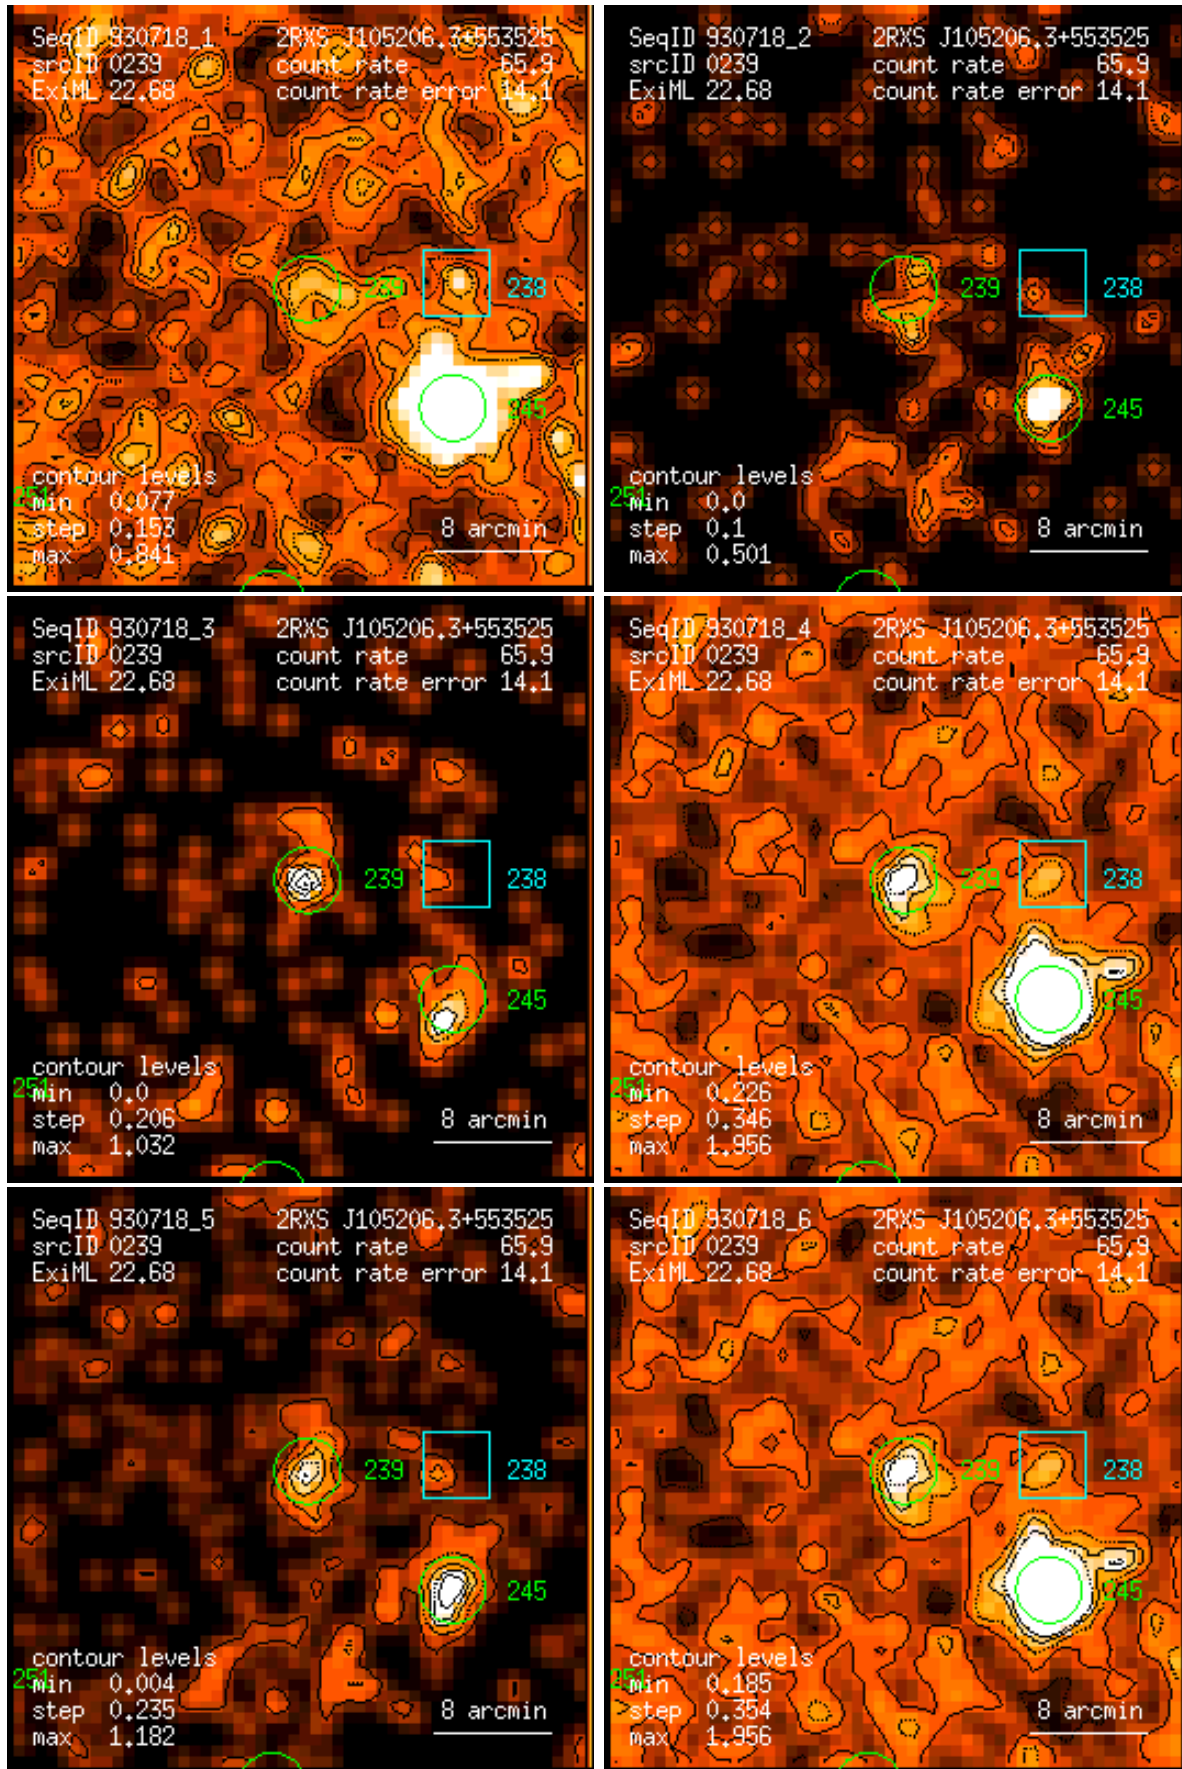 SeqID 930718_1 2RXS J105206.3+553525
srcID 0239 count rate 65.9
ExiML 22.68 count rate error 14.1
239 238
245
contour levels
251
min 0.077
step 0.153 8 arcmin
max 0.841
SeqID 930718_2 2RXS J105206.3+553525
srcID 0239 count rate 65.9
ExiML 22.68 count rate error 14.1
239 238
245
contour levels
251
min 0.0
step 0.1 8 arcmin
max 0.501
SeqID 930718_3 2RXS J105206.3+553525
srcID 0239 count rate 65.9
ExiML 22.68 count rate error 14.1
239 238
245
contour levels
251
min 0.0
step 0.206 8 arcmin
max 1.032
SeqID 930718_4 2RXS J105206.3+553525
srcID 0239 count rate 65.9
ExiML 22.68 count rate error 14.1
239 238
245
contour levels
251
min 0.226
step 0.346 8 arcmin
max 1.956
SeqID 930718_5 2RXS J105206.3+553525
srcID 0239 count rate 65.9
ExiML 22.68 count rate error 14.1
239 238
245
contour levels
251
min 0.004
step 0.235 8 arcmin
max 1.182
SeqID 930718_6 2RXS J105206.3+553525
srcID 0239 count rate 65.9
ExiML 22.68 count rate error 14.1
239 238
245
contour levels
251
min 0.185
step 0.354 8 arcmin
max 1.956